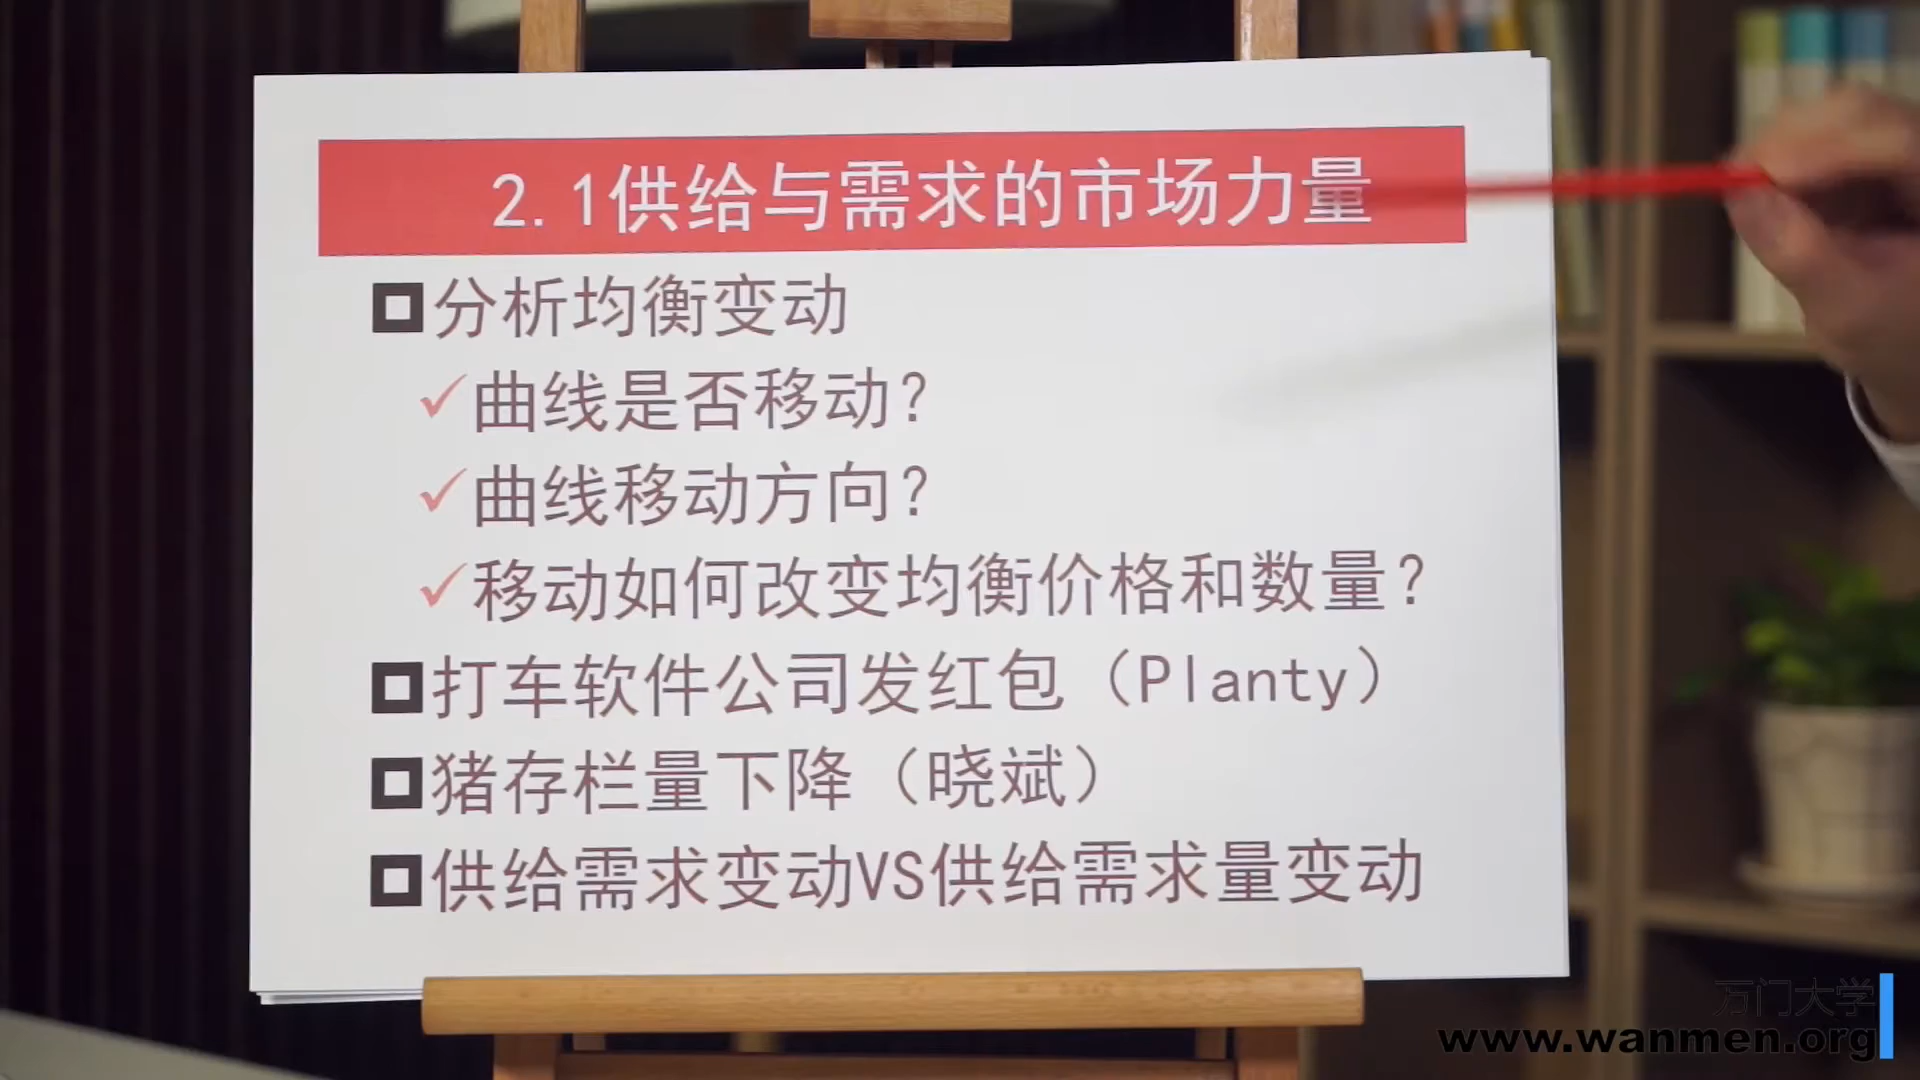 2.1供给与需求的市场力量
分析均衡变动
曲线是否移动？
曲线移动方向？
移动如何改变均衡价格和数量？
打车软件公司发红包（Planty）
猪存栏量下降（晓斌）
供给需求变动VS供给需求量变动
万门大学
www.wanmen.org